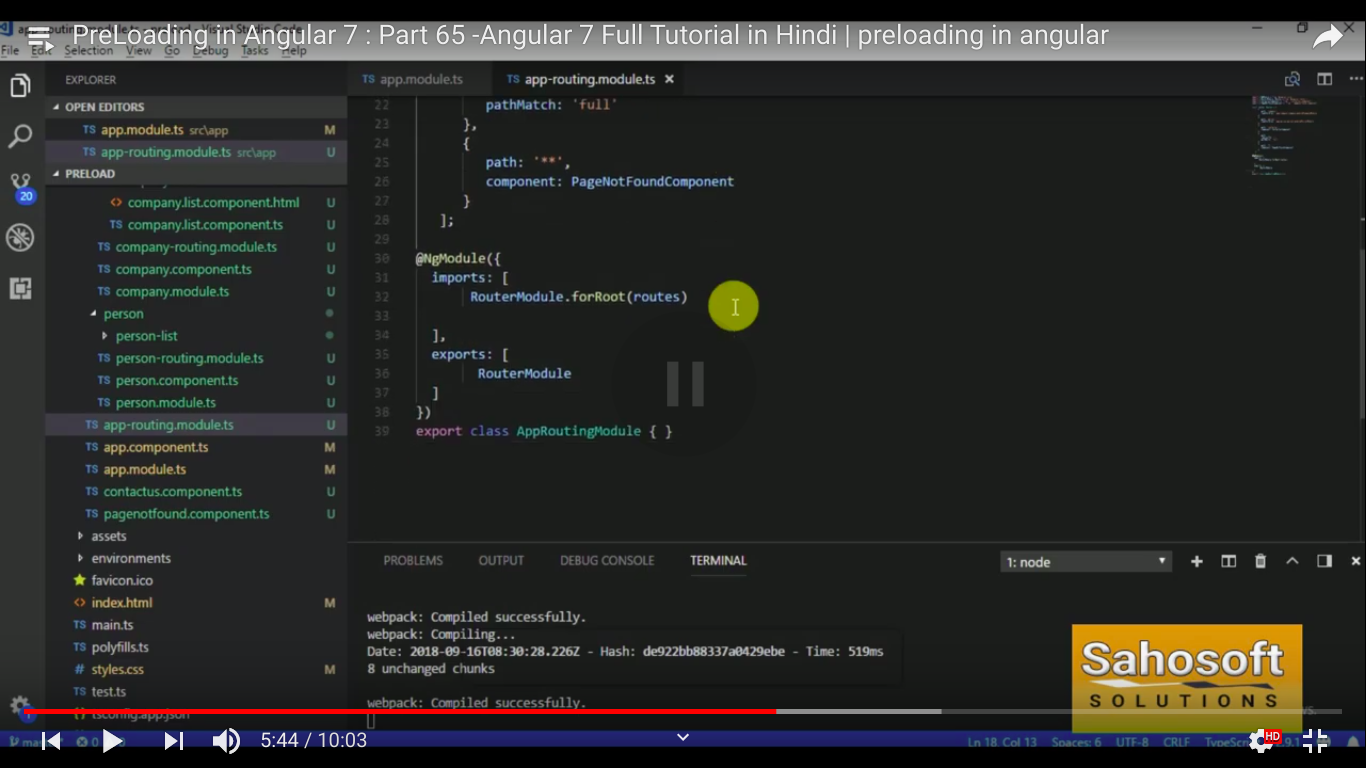 PreLoading in Angular 7 : Part 65 -Angular 7 Full Tutorial in Hindi | preloading in angular
File Edit Selection View Go Debug Tasks Help
EXPLORER
OPEN EDITORS
TS app.module.ts src\app M
TS app-routing.module.ts src\app U
PRELOAD
<> company.list.component.html U
TS company.list.component.ts U
TS company-routing.module.ts U
TS company.component.ts U
TS company.module.ts U
person
person-list
TS person-routing.module.ts U
TS person.component.ts U
TS person.module.ts U
TS app-routing.module.ts U
TS app.component.ts M
TS app.module.ts M
TS contactus.component.ts U
TS pagenotfound.component.ts U
assets
environments
favicon.ico
<> index.html M
TS main.ts
TS polyfills.ts
# styles.css M
TS test.ts
{} tsconfig.app.json
20
1
TS app.module.ts
TS app-routing.module.ts ×
22 pathMatch: 'full'
23 },
24 {
25 path: '**',
26 component: PageNotFoundComponent
27 }
28 ];
29
30 @NgModule({
31 imports: [
32 RouterModule.forRoot(routes)
33
34 ],
35 exports: [
36 RouterModule
37 ]
38 })
39 export class AppRoutingModule { }
PROBLEMS OUTPUT DEBUG CONSOLE TERMINAL
1: node
webpack: Compiled successfully.
webpack: Compiling...
Date: 2018-09-16T08:30:28.226Z - Hash: de922bb88337a0429ebe - Time: 519ms
8 unchanged chunks
webpack: Compiled successfully.
Sahosoft
SOLUTIONS
5:44 / 10:03
HD
Ln 18, Col 13 Spaces: 6 UTF-8 CRLF